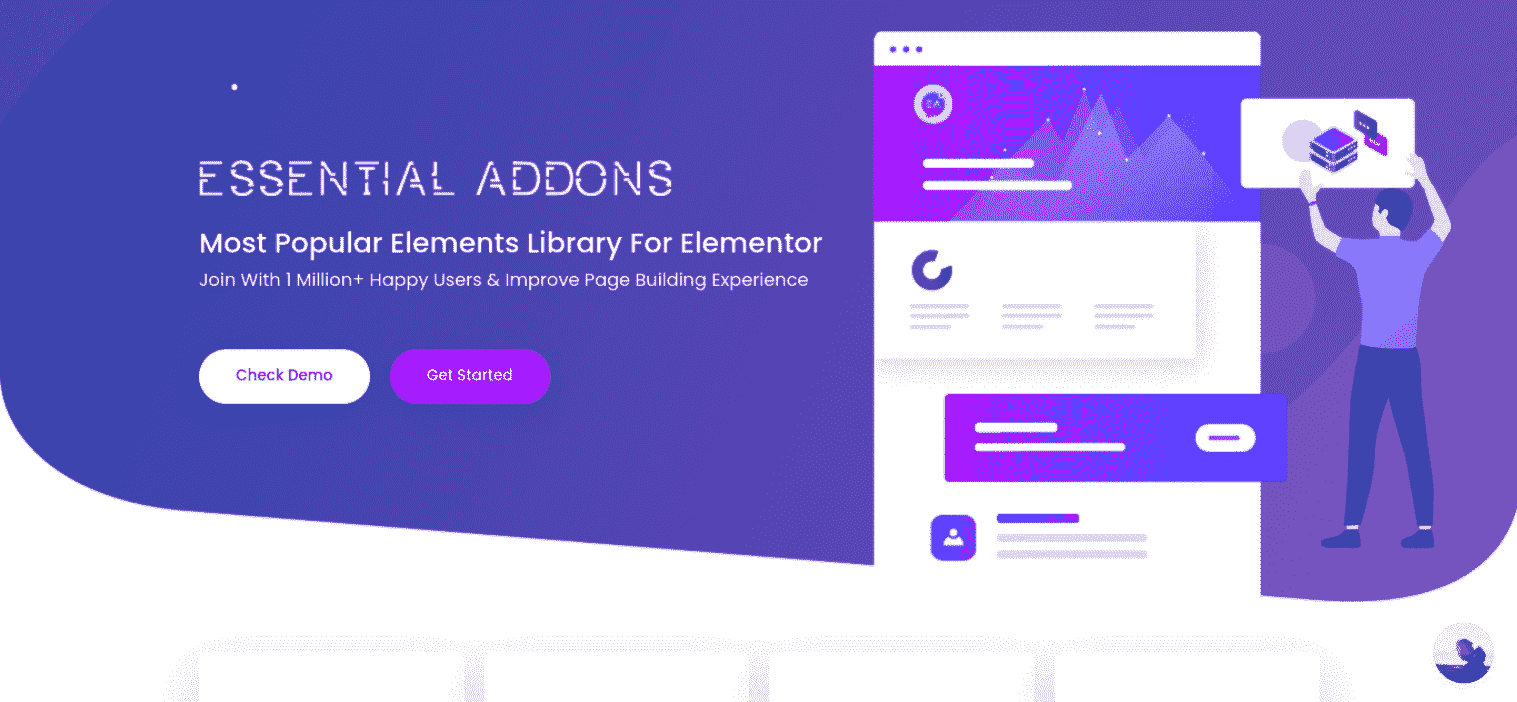 ESSENTIAL ADDONS
Most Popular Elements Library For Elementor
Join With 1 Million+ Happy Users & Improve Page Building Experience
Check Demo
Get Started
EA